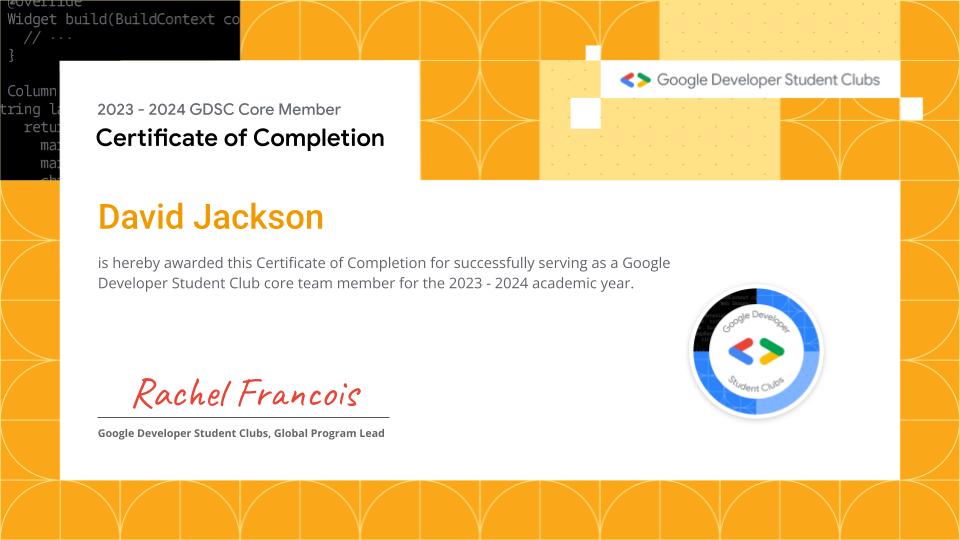 @override
Widget build(BuildContext co
// ...
}
Column
tring la
retu
mai
mai
Google Developer Student Clubs
2023 - 2024 GDSC Core Member
Certificate of Completion
David Jackson
is hereby awarded this Certificate of Completion for successfully serving as a Google
Developer Student Club core team member for the 2023 - 2024 academic year.
Google Developer
Student Clubs
Rachel Francois
Google Developer Student Clubs, Global Program Lead